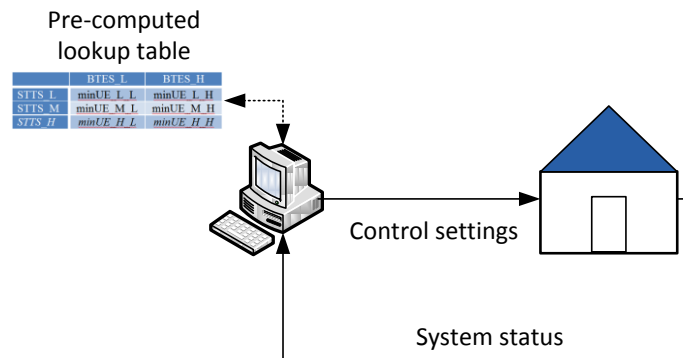 Pre-computed
lookup table
BTES_L BTES_H
STTS_L minUE_L_L minUE_L_H
STTS_M minUE_M_L minUE_M_H
STTS_H minUE_H_L minUE_H_H
Control settings
System status